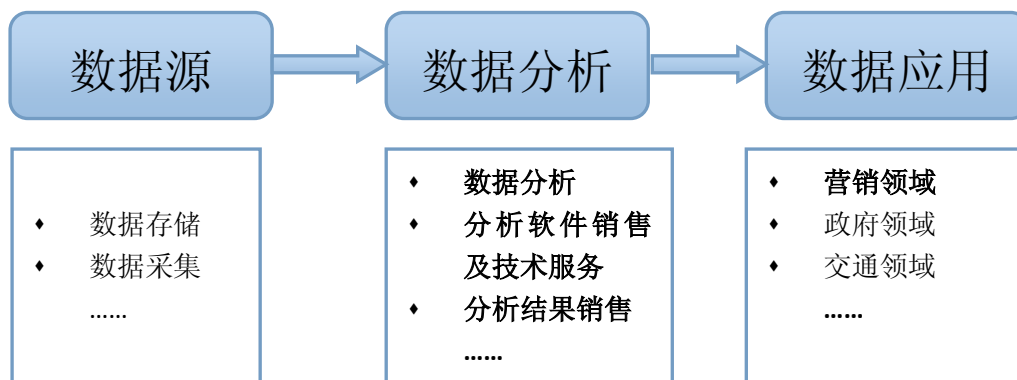 数据源
数据分析
数据应用
数据存储
数据采集
……
数据分析
分析软件销售
及技术服务
分析结果销售
……
营销领域
政府领域
交通领域
……